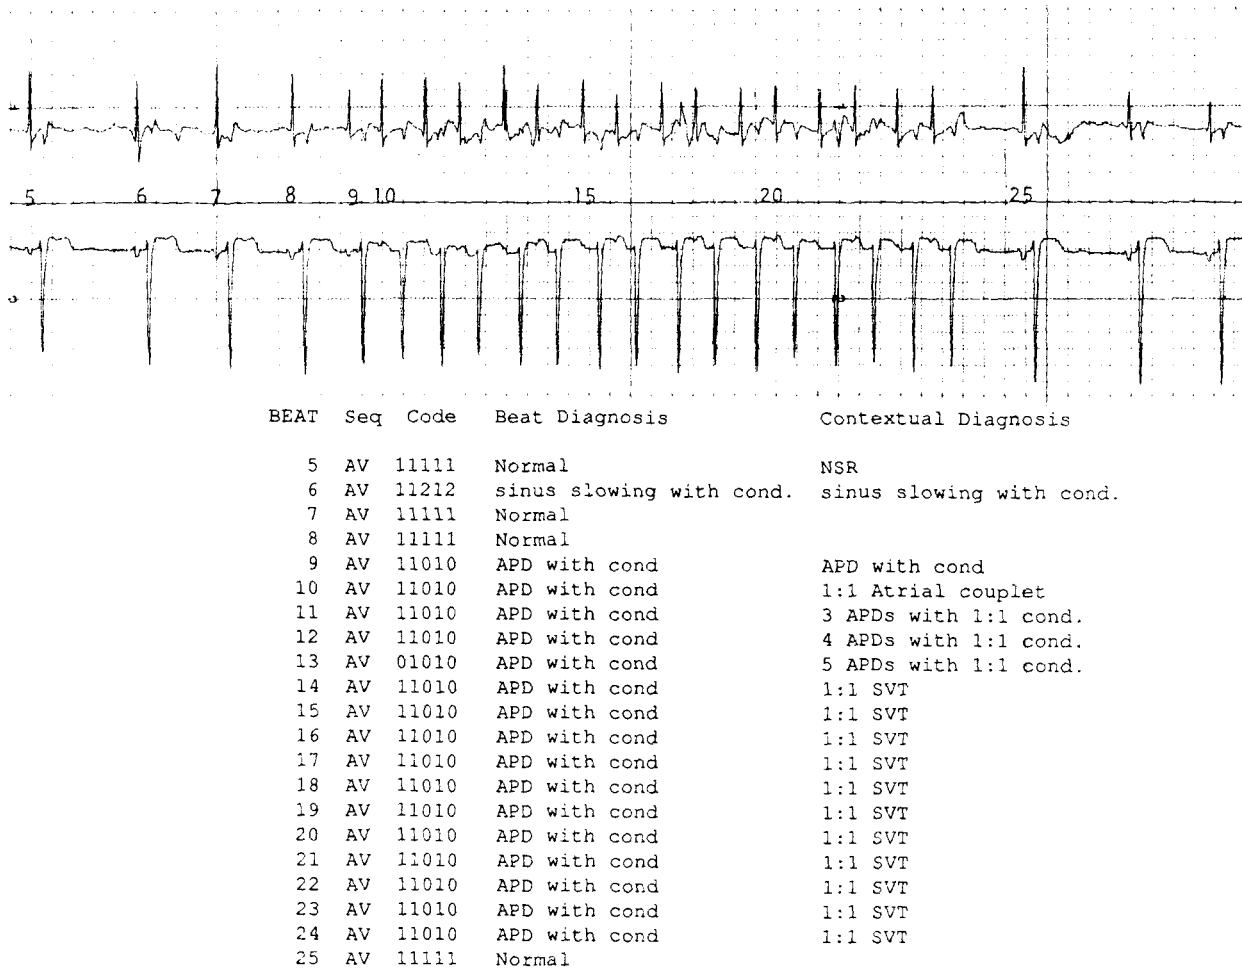 5 6 7 8 9 10 15 20 25
BEAT Seq Code Beat Diagnosis Contextual Diagnosis
5 AV 11111 Normal NSR
6 AV 11212 sinus slowing with cond. sinus slowing with cond.
7 AV 11111 Normal
8 AV 11111 Normal
9 AV 11010 APD with cond APD with cond
10 AV 11010 APD with cond 1:1 Atrial couplet
11 AV 11010 APD with cond 3 APDs with 1:1 cond.
12 AV 11010 APD with cond 4 APDs with 1:1 cond.
13 AV 01010 APD with cond 5 APDs with 1:1 cond.
14 AV 11010 APD with cond 1:1 SVT
15 AV 11010 APD with cond 1:1 SVT
16 AV 11010 APD with cond 1:1 SVT
17 AV 11010 APD with cond 1:1 SVT
18 AV 11010 APD with cond 1:1 SVT
19 AV 11010 APD with cond 1:1 SVT
20 AV 11010 APD with cond 1:1 SVT
21 AV 11010 APD with cond 1:1 SVT
22 AV 11010 APD with cond 1:1 SVT
23 AV 11010 APD with cond 1:1 SVT
24 AV 11010 APD with cond 1:1 SVT
25 AV 11111 Normal